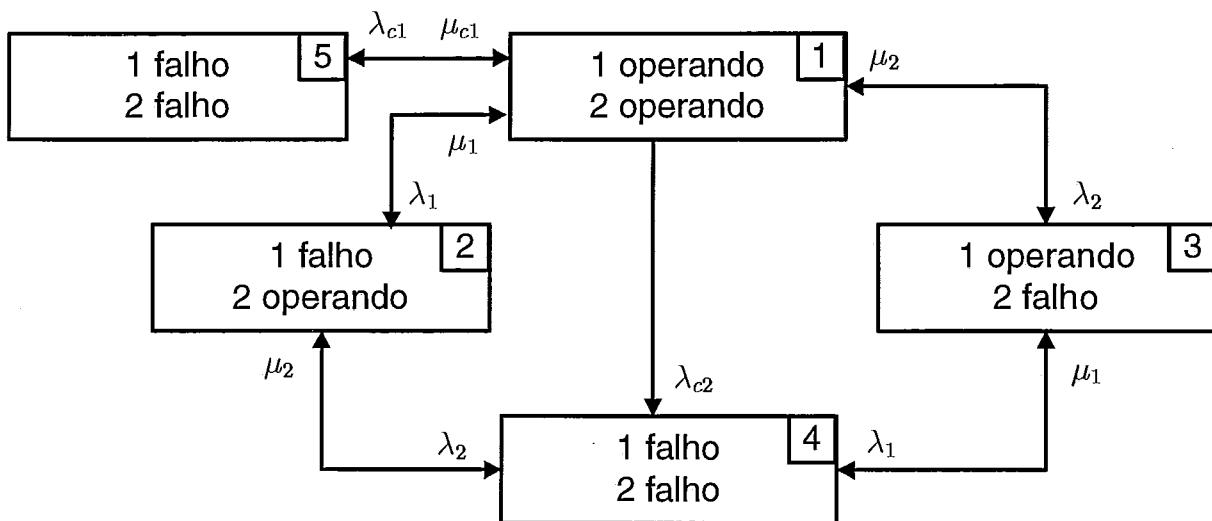 λc1 μc1
5
1 falho
2 falho
1
1 operando
2 operando
μ2
μ1
λ1
λ2
2
1 falho
2 operando
3
1 operando
2 falho
μ2
λc2
μ1
λ2
4
1 falho
2 falho
λ1